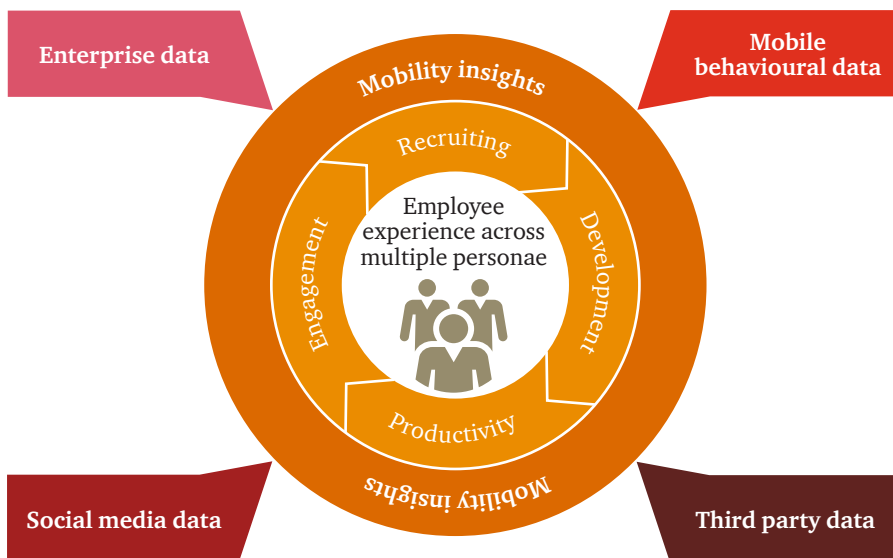 Enterprise data
Mobile
behavioural data
Mobility insights
Recruiting
Employee
experience across
multiple personae
Engagement
Development
Productivity
Mobility insights
Social media data
Third party data